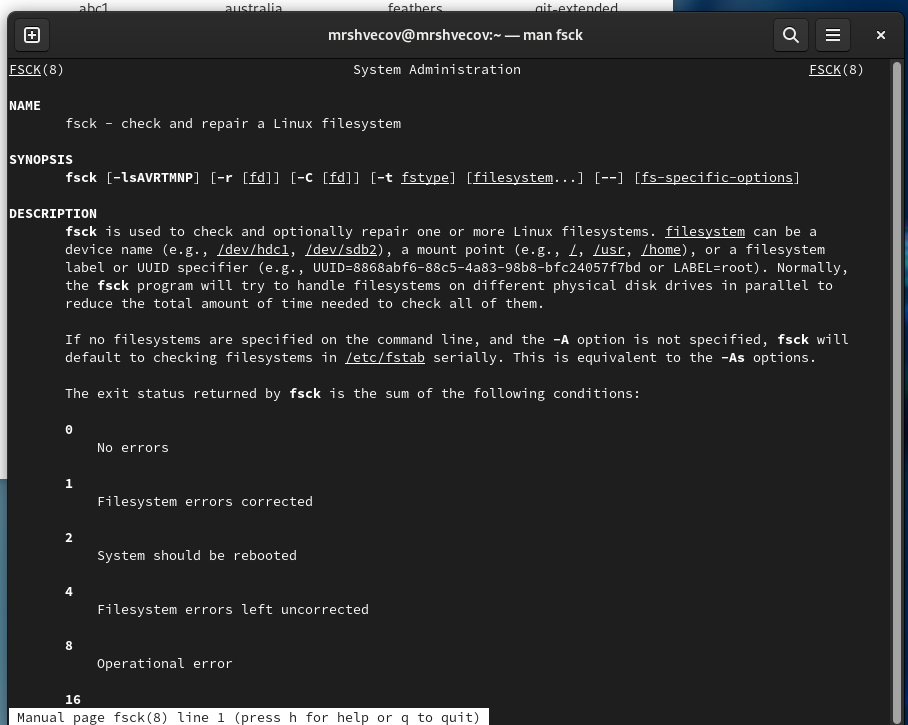 abc1 australia feathers git-extended
mrshvecov@mrshvecov:~ — man fsck
FSCK(8) System Administration FSCK(8)
NAME
fsck - check and repair a Linux filesystem
SYNOPSIS
fsck [-lsAVRTMNP] [-r [fd]] [-C [fd]] [-t fstype] [filesystem...] [--] [fs-specific-options]
DESCRIPTION
fsck is used to check and optionally repair one or more Linux filesystems. filesystem can be a
device name (e.g., /dev/hdc1, /dev/sdb2), a mount point (e.g., /, /usr, /home), or a filesystem
label or UUID specifier (e.g., UUID=8868abf6-88c5-4a83-98b8-bfc24057f7bd or LABEL=root). Normally,
the fsck program will try to handle filesystems on different physical disk drives in parallel to
reduce the total amount of time needed to check all of them.
If no filesystems are specified on the command line, and the -A option is not specified, fsck will
default to checking filesystems in /etc/fstab serially. This is equivalent to the -As options.
The exit status returned by fsck is the sum of the following conditions:
0
No errors
1
Filesystem errors corrected
2
System should be rebooted
4
Filesystem errors left uncorrected
8
Operational error
16
Manual page fsck(8) line 1 (press h for help or q to quit)